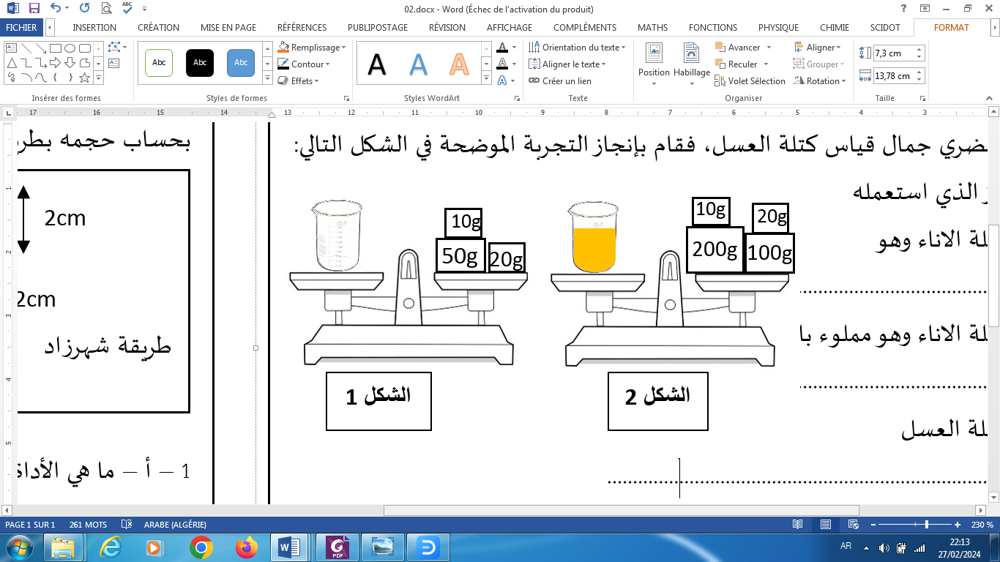 02.docx - Word (Échec de l'activation du produit)
FICHIER INSERTION CRÉATION MISE EN PAGE RÉFÉRENCES PUBLIPOSTAGE RÉVISION AFFICHAGE COMPLÉMENTS MATHS FONCTIONS PHYSIQUE CHIMIE SCIDOT FORMAT
Abc Abc Abc
Remplissage
Contour
Effets
A A A
Orientation du texte
Aligner le texte
Créer un lien
Position
Habillage
Avancer
Reculer
Volet Sélection
Aligner
Grouper
Rotation
7,3 cm
13,78 cm
Insérer des formes
Styles de formes
Styles WordArt
Texte
Organiser
Taille
17 16 15 14 13 12 11 10 9 8 7 6 5 4 3
1
2
3
4
5
ضري جمال قياس كتلة العسل، فقام بإنجاز التجربة الموضحة في الشكل التالي:
ز الذي استعمله
لة الاناء وهو
................................
لة الاناء وهو مملوء با
................................
لة العسل
................................
10g
50g 20g
10g 20g
200g 100g
الشكل 1
الشكل 2
بحساب حجمه بطري
2cm
2cm
طريقة شهرزاد
1 – أ – ما هي الأداة
PAGE 1 SUR 1 261 MOTS ARABE (ALGÉRIE) 230 %
PDF
AR
22:13
27/02/2024